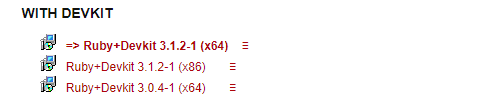 WITH DEVKIT
=> Ruby+Devkit 3.1.2-1 (x64) ≡
Ruby+Devkit 3.1.2-1 (x86) ≡
Ruby+Devkit 3.0.4-1 (x64) ≡